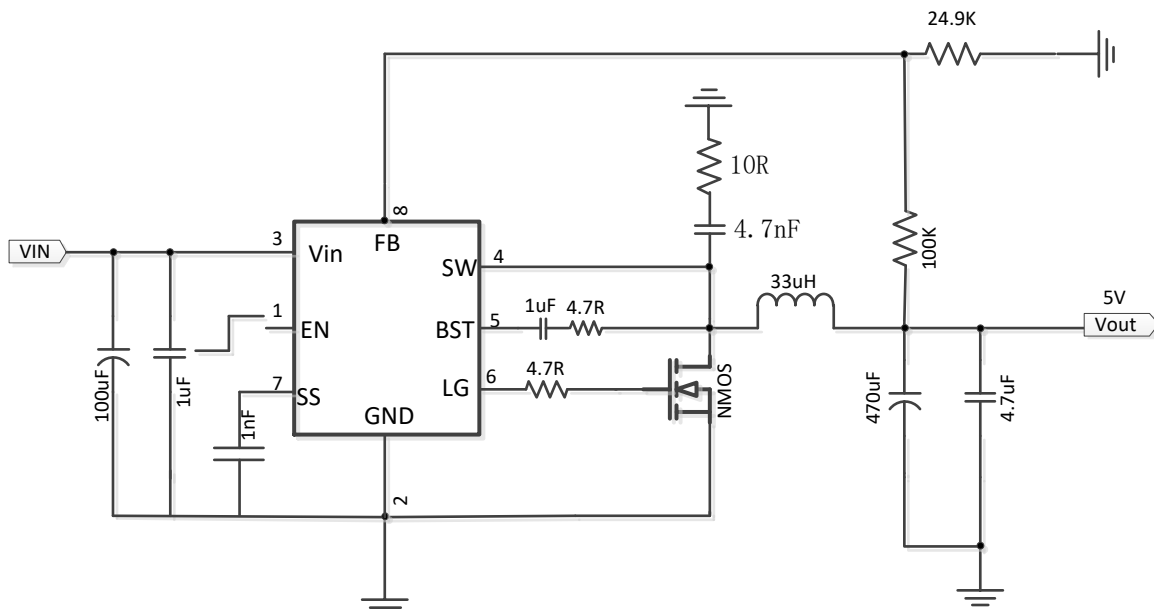 24.9K
10R
4.7nF
8
FB
VIN
3
Vin
SW
4
100K
33uH
5V
Vout
1
EN
BST
5
1uF
4.7R
100uF
1uF
7
SS
LG
6
4.7R
NMOS
470uF
4.7uF
1nF
GND
2